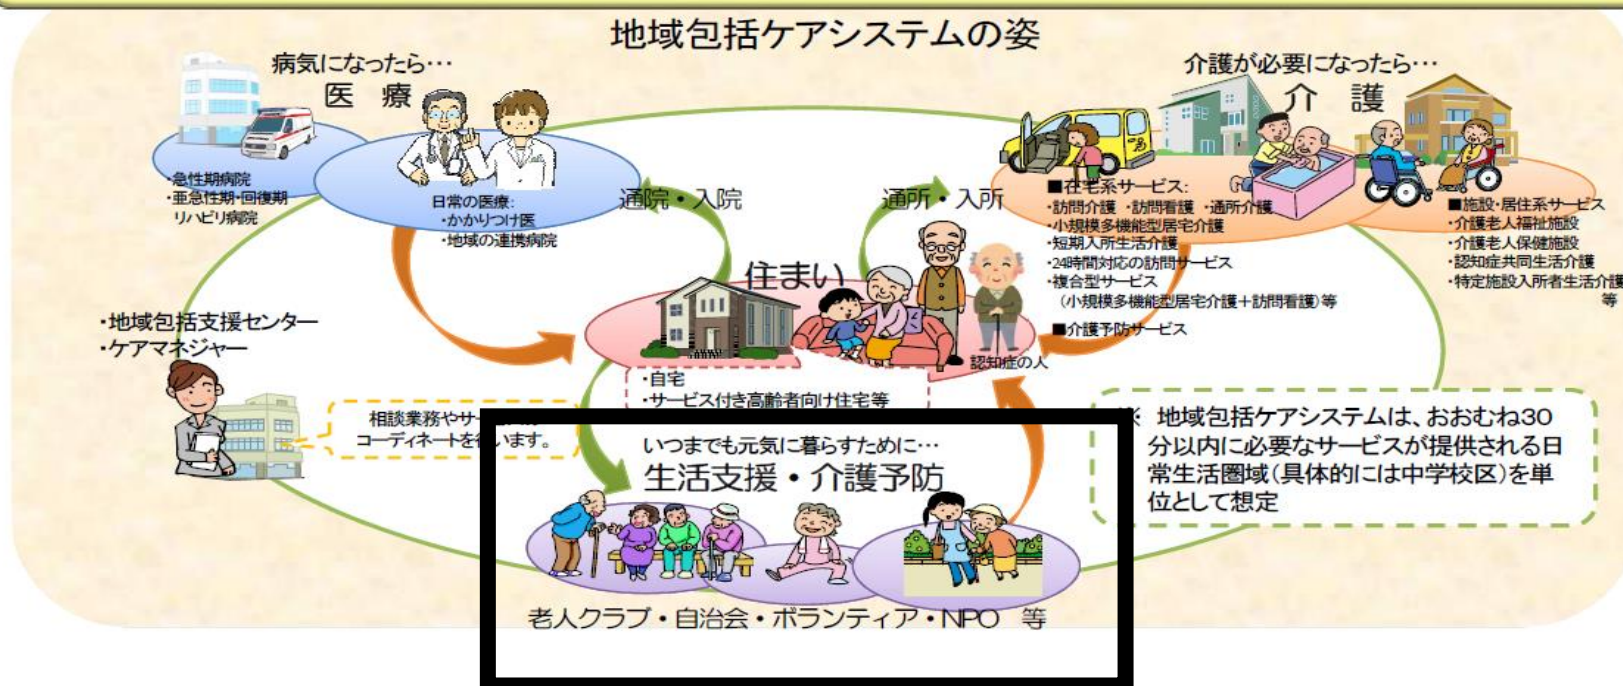 地域包括ケアシステムの姿
病気になったら…
医 療
・急性期病院
・亜急性期・回復期
リハビリ病院
日常の医療:
・かかりつけ医
・地域の連携病院
通院・入院
通所・入所
介護が必要になったら…
介 護
■在宅系サービス:
・訪問介護 ・訪問看護 ・通所介護
・小規模多機能型居宅介護
・短期入所生活介護
・24時間対応の訪問サービス
・複合型サービス
(小規模多機能型居宅介護+訪問看護)等
■介護予防サービス
■施設・居住系サービス
・介護老人福祉施設
・介護老人保健施設
・認知症共同生活介護
・特定施設入所者生活介護
等
住まい
認知症の人
・自宅
・サービス付き高齢者向け住宅等
・地域包括支援センター
・ケアマネジャー
相談業務やサー
コーディネートを行います。
いつまでも元気に暮らすために…
生活支援・介護予防
老人クラブ・自治会・ボランティア・NPO 等
※ 地域包括ケアシステムは、おおむね30
分以内に必要なサービスが提供される日
常生活圏域(具体的には中学校区)を単
位として想定